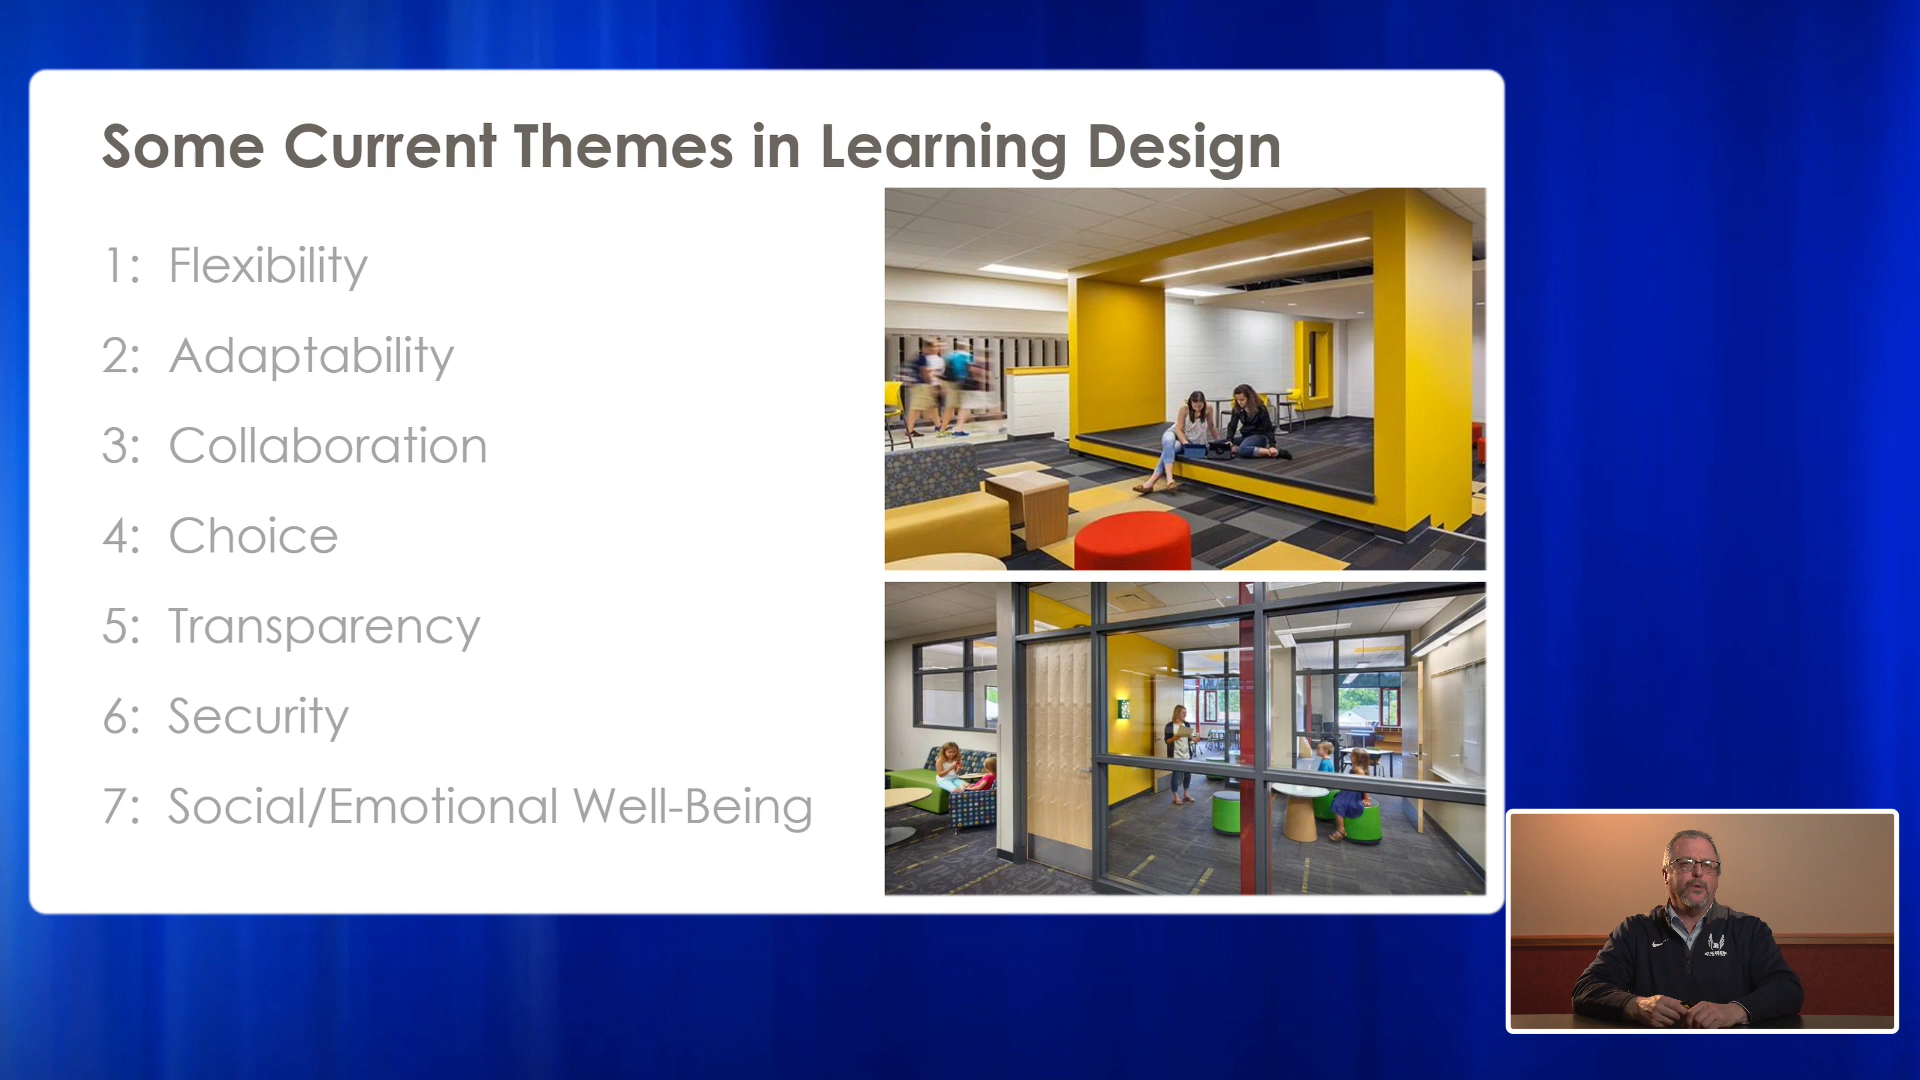 Some Current Themes in Learning Design
1: Flexibility
2: Adaptability
3: Collaboration
4: Choice
5: Transparency
6: Security
7: Social/Emotional Well-Being